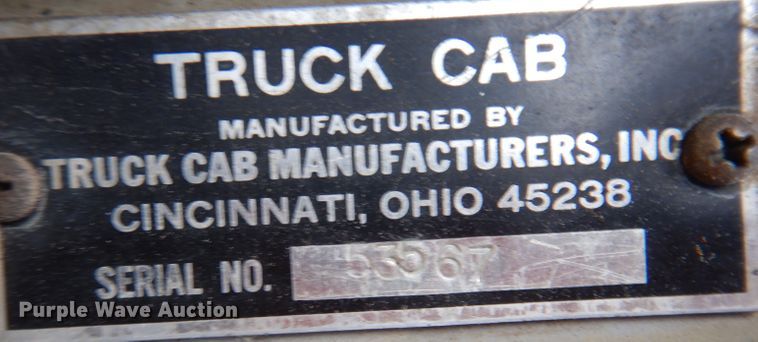 TRUCK CAB
MANUFACTURED BY
TRUCK CAB MANUFACTURERS, INC
CINCINNATI, OHIO 45238
SERIAL NO.
Purple Wave Auction